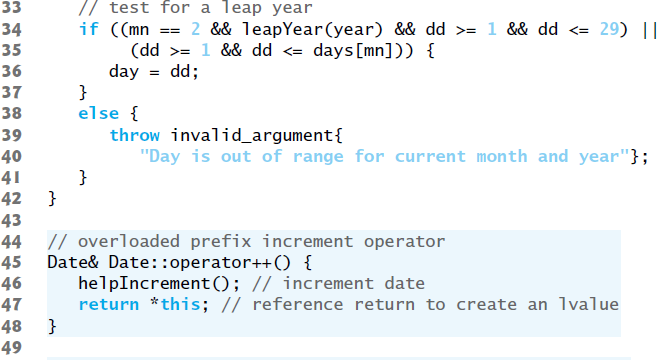 33 // test for a leap year
34 if ((mn == 2 && leapYear(year) && dd >= 1 && dd <= 29) ||
35 (dd >= 1 && dd <= days[mn])) {
36 day = dd;
37 }
38 else {
39 throw invalid_argument{
40 "Day is out of range for current month and year"};
41 }
42 }
43
44 // overloaded prefix increment operator
45 Date& Date::operator++() {
46 helpIncrement(); // increment date
47 return *this; // reference return to create an lvalue
48 }
49